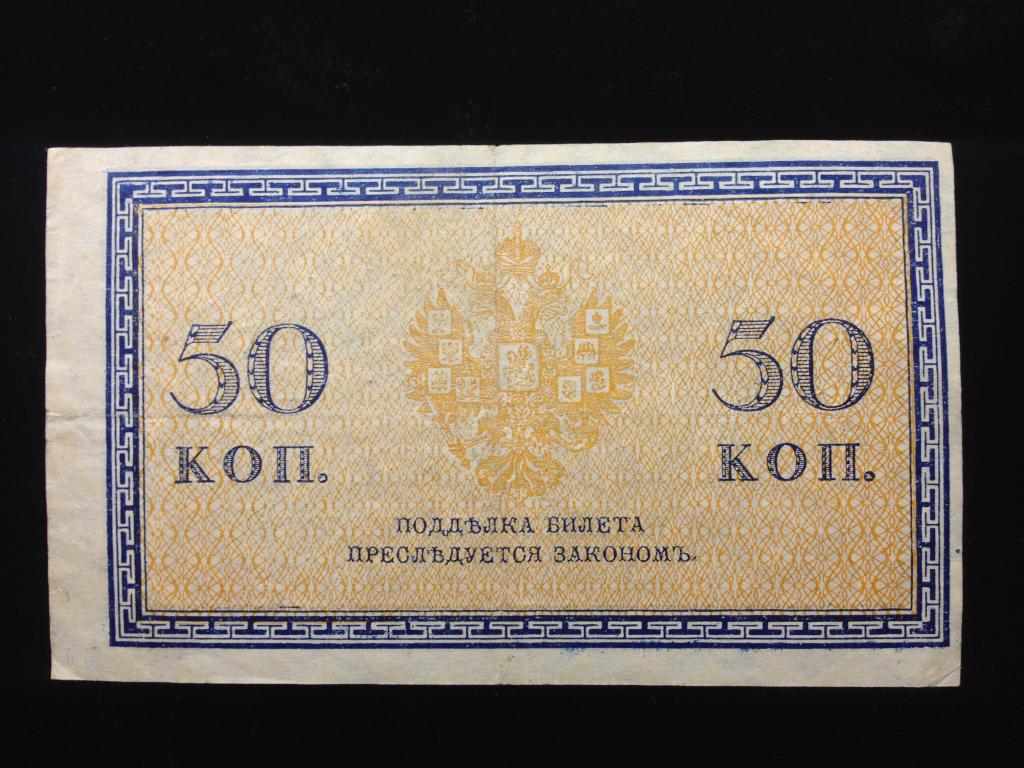 50 50
КОП. КОП.
ПОДДѢЛКА БИЛЕТА
ПРЕСЛѢДУЕТСЯ ЗАКОНОМЪ.